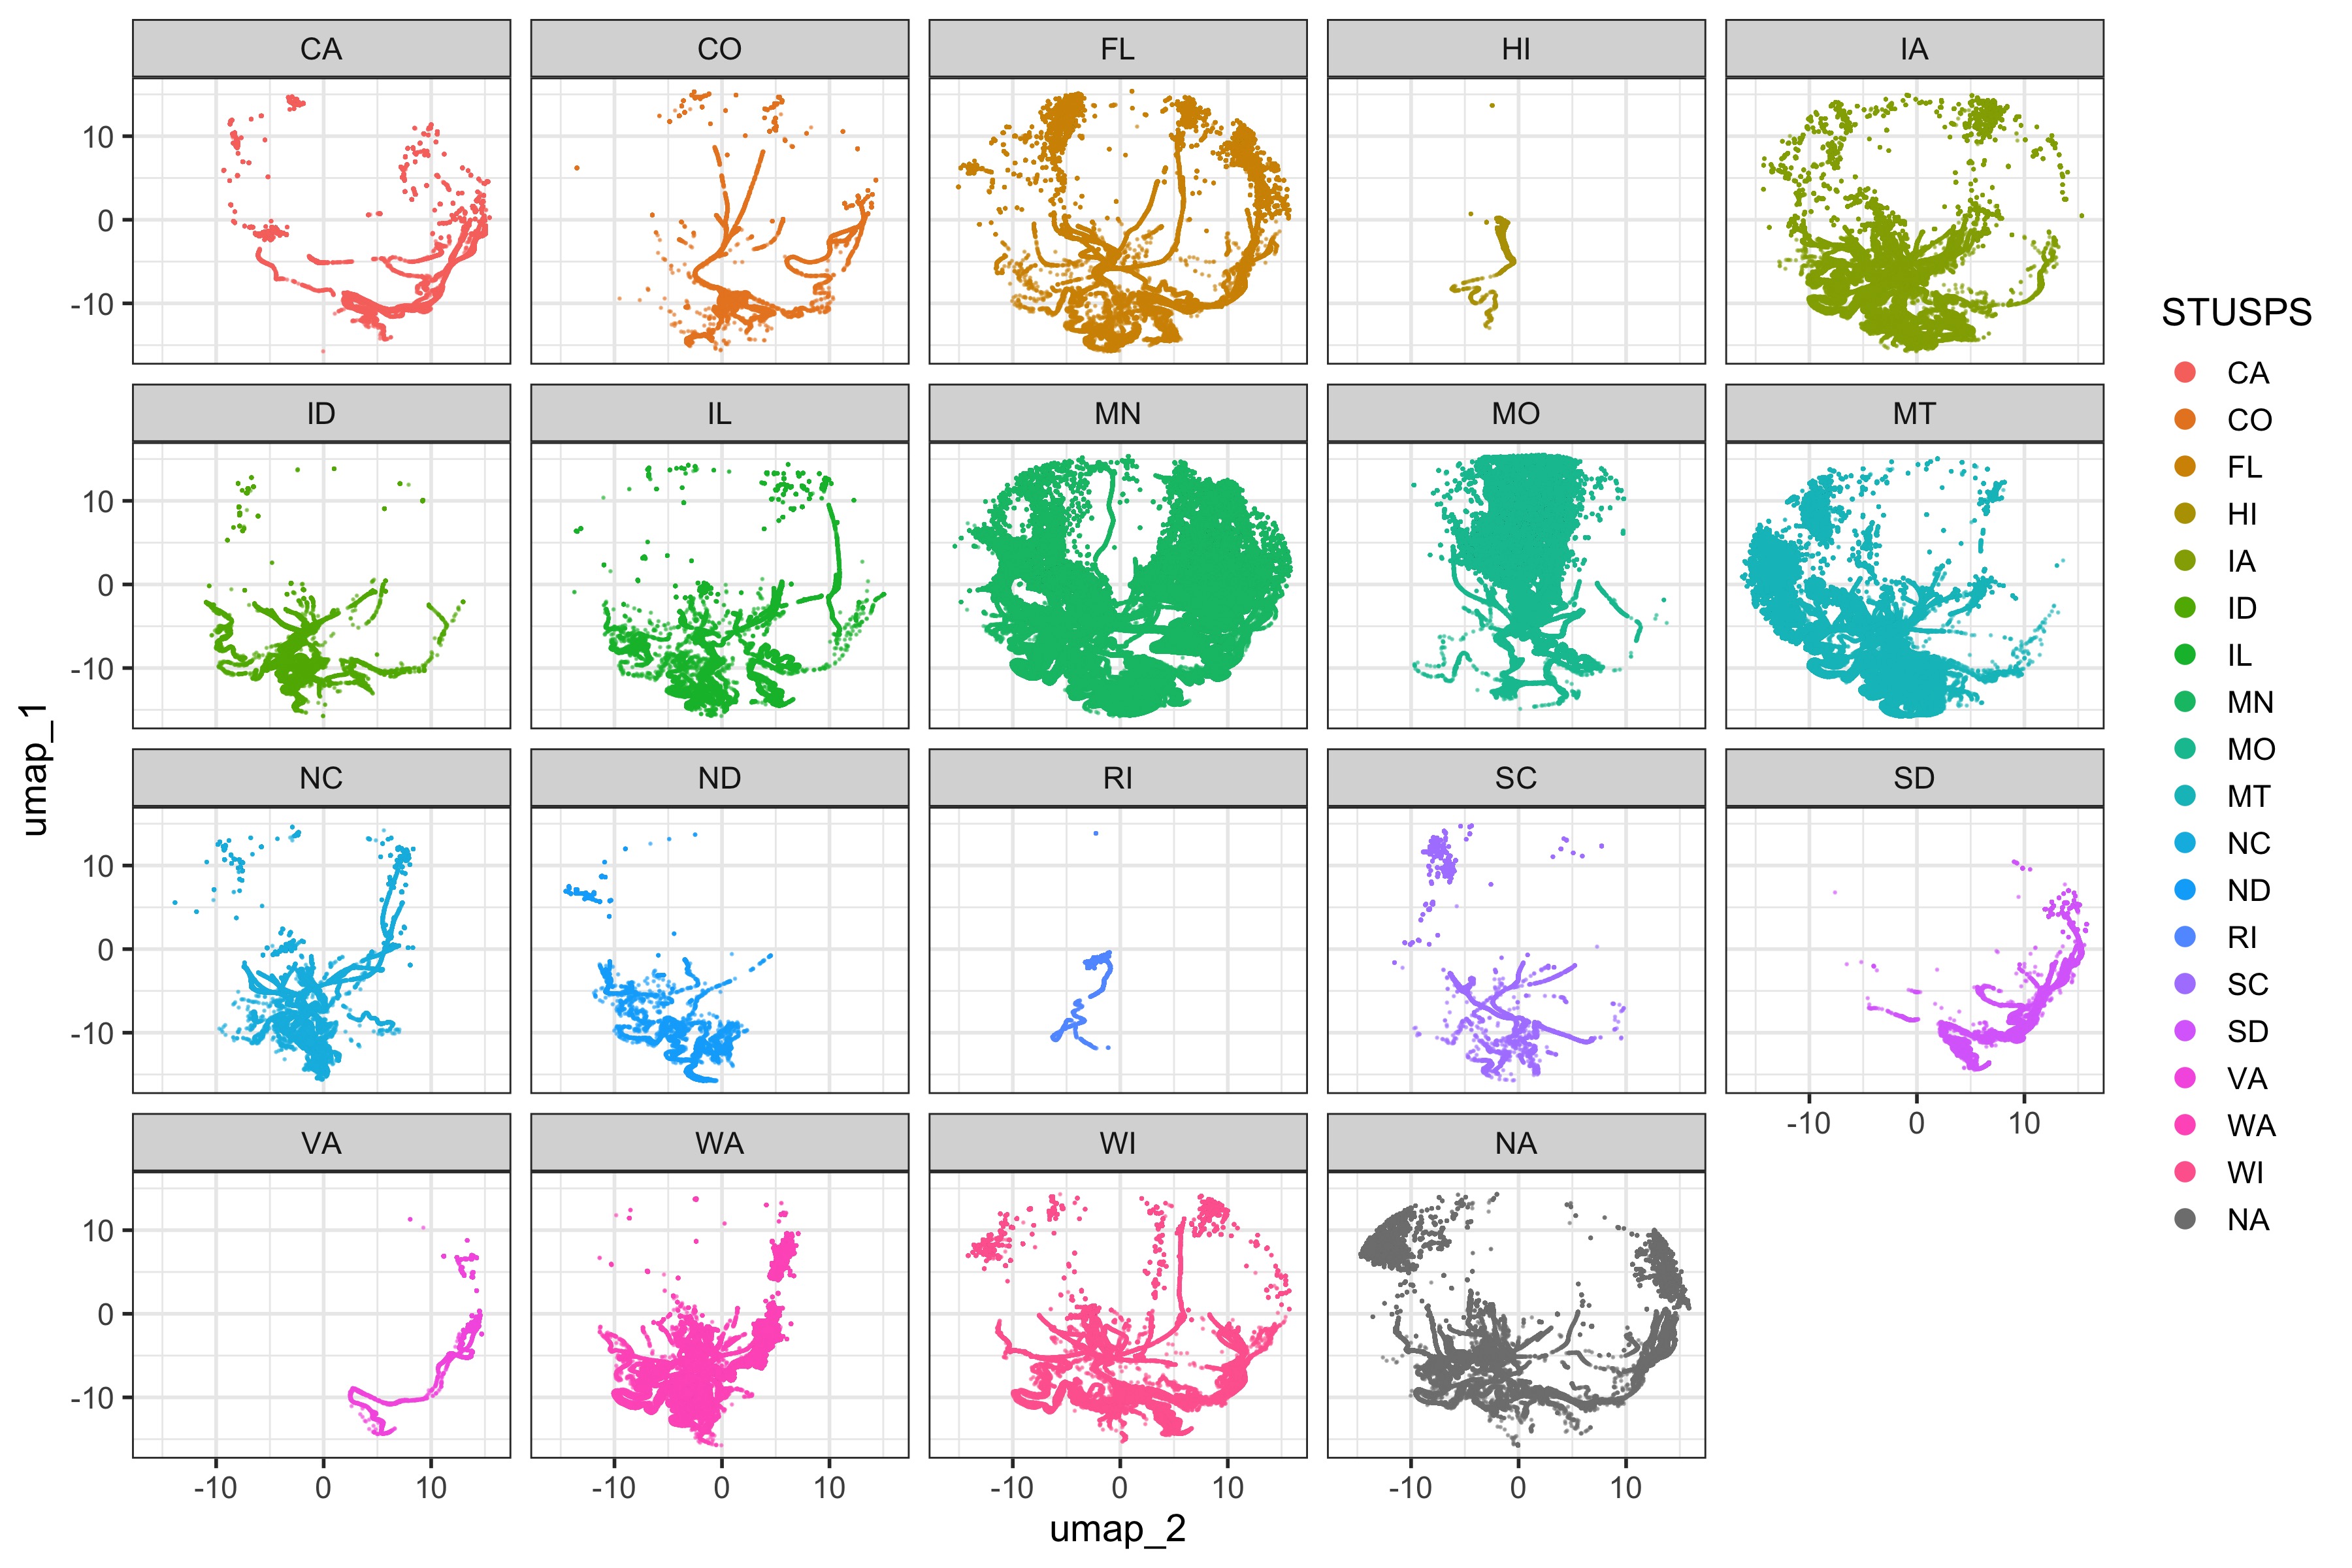 CA CO FL HI IA
10
0
-10
ID IL MN MO MT
10
0
-10
NC ND RI SC SD
10
0
-10
-10 0 10
VA WA WI NA
10
0
-10
-10 0 10 -10 0 10 -10 0 10 -10 0 10
umap_2
umap_1
STUSPS
CA
CO
FL
HI
IA
ID
IL
MN
MO
MT
NC
ND
RI
SC
SD
VA
WA
WI
NA